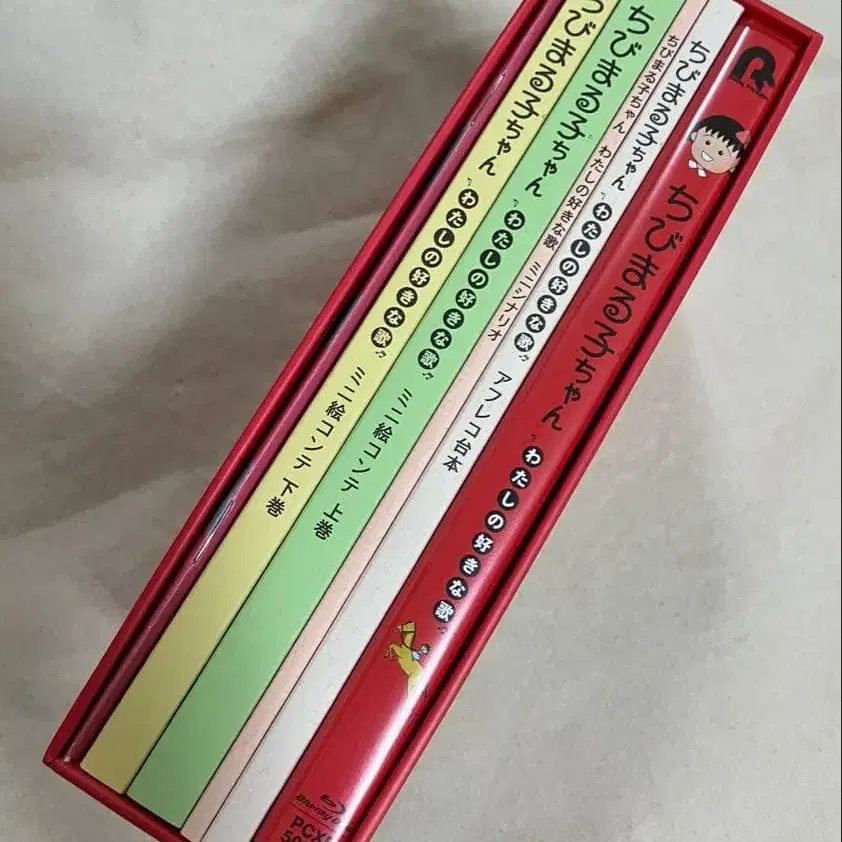 ちびまる子ちゃん わたしの好きな歌 ミニ絵コンテ 下巻
ちびまる子ちゃん わたしの好きな歌 ミニ絵コンテ 上巻
ちびまる子ちゃん わたしの好きな歌 ミニシナリオ
ちびまる子ちゃん わたしの好きな歌 アフレコ台本
ちびまる子ちゃん わたしの好きな歌
Blu-ray Disc